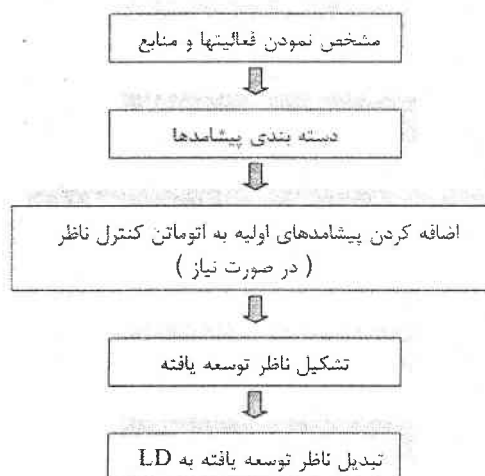 مشخص نمودن فعالیتها و منابع
دسته بندی پیشامدها
اضافه کردن پیشامدهای اولیه به اتوماتن کنترل ناظر
( در صورت نیاز )
تشکیل ناظر توسعه یافته
تبدیل ناظر توسعه یافته به LD